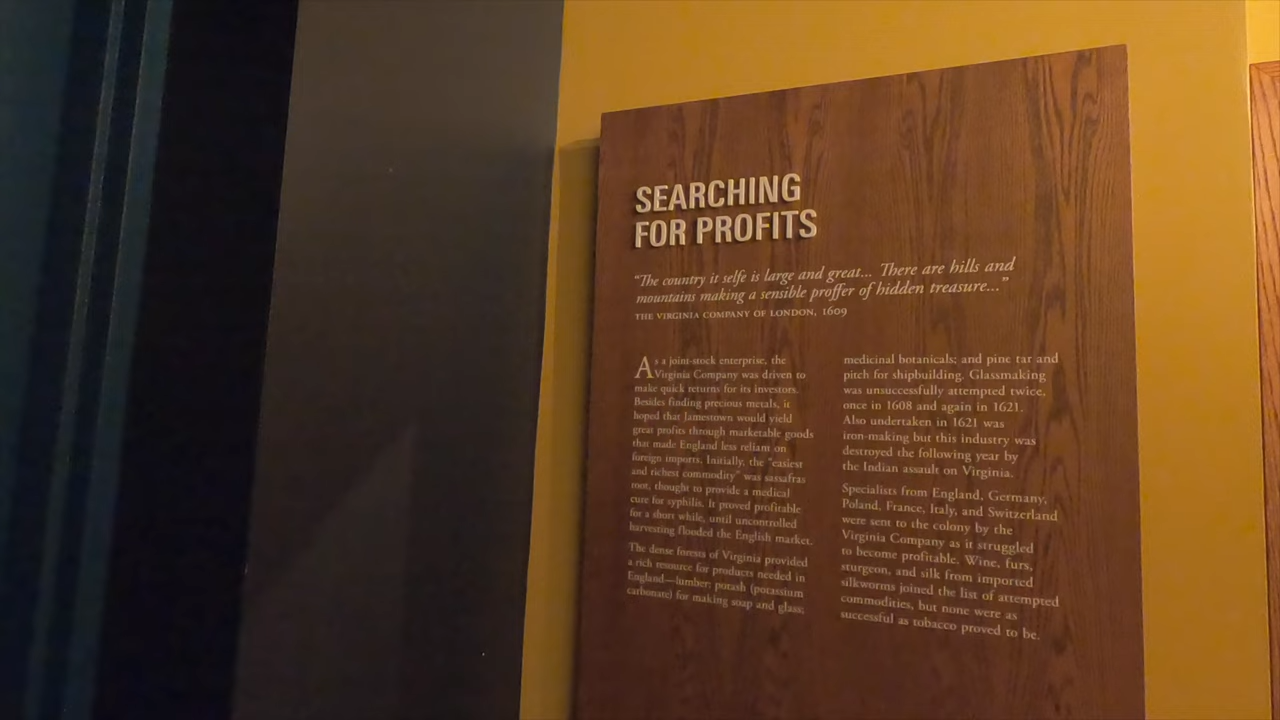 SEARCHING
FOR PROFITS
“The country it selfe is large and great... There are hills and
mountains making a sensible proffer of hidden treasure...”
THE VIRGINIA COMPANY OF LONDON, 1609
As a joint-stock enterprise, the
Virginia Company was driven to
make quick returns for its investors.
Besides finding precious metals, it
hoped that Jamestown would yield
great profits through marketable goods
that made England less reliant on
foreign imports. Initially, the “easiest
and richest commodity” was sassafras
root, thought to provide a medical
cure for syphilis. It proved profitable
for a short while, until uncontrolled
harvesting flooded the English market.
The dense forests of Virginia provided
a rich resource for products needed in
England—lumber; potash (potassium
carbonate) for making soap and glass;
medicinal botanicals; and pine tar and
pitch for shipbuilding. Glassmaking
was unsuccessfully attempted twice,
once in 1608 and again in 1621.
Also undertaken in 1621 was
iron-making but this industry was
destroyed the following year by
the Indian assault on Virginia.
Specialists from England, Germany,
Poland, France, Italy, and Switzerland
were sent to the colony by the
Virginia Company as it struggled
to become profitable. Wine, furs,
sturgeon, and silk from imported
silkworms joined the list of attempted
commodities, but none were as
successful as tobacco proved to be.